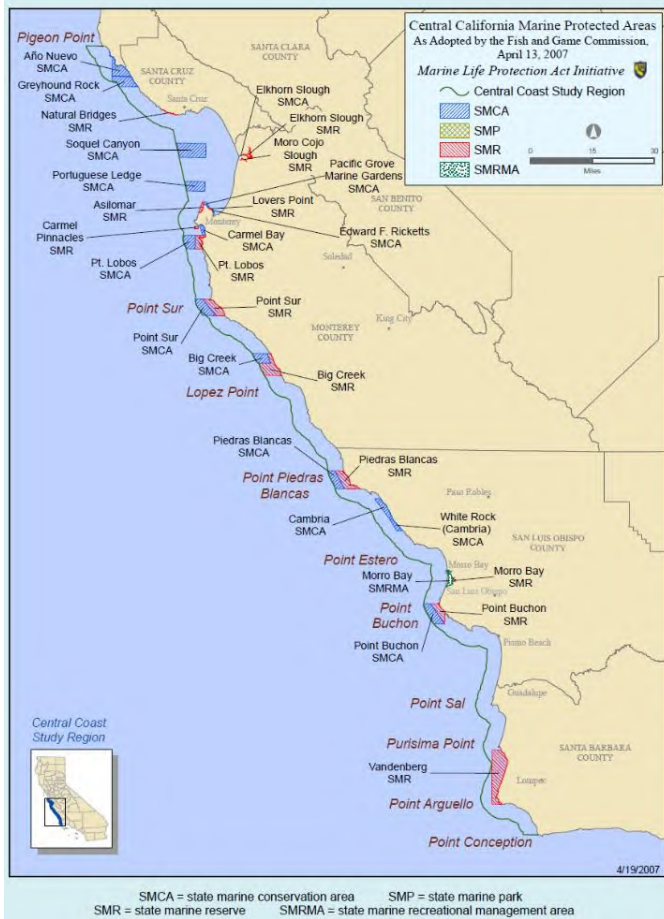 Central California Marine Protected Areas
As Adopted by the Fish and Game Commission,
April 13, 2007
Marine Life Protection Act Initiative
Central Coast Study Region
SMCA
SMP
SMR
SMRMA
0
15
30
Miles
Pigeon Point
Año Nuevo
SMCA
Greyhound Rock
SMCA
Natural Bridges
SMR
Soquel Canyon
SMCA
Portuguese Ledge
SMCA
Asilomar
SMR
Carmel
Pinnacles
SMR
Pt. Lobos
SMCA
SANTA CLARA
COUNTY
SANTA CRUZ
COUNTY
Santa Cruz
Elkhorn Slough
SMCA
Elkhorn Slough
SMR
Moro Cojo
Slough
SMR
Pacific Grove
Marine Gardens
SMCA
Lovers Point
SMR
Monterey
Edward F. Ricketts
SMCA
Carmel Bay
SMCA
Pt. Lobos
SMR
SAN BENITO
COUNTY
Soledad
Point Sur
Point Sur
SMR
Point Sur
SMCA
MONTEREY
COUNTY
King City
Big Creek
SMCA
Big Creek
SMR
Lopez Point
Piedras Blancas
SMCA
Piedras Blancas
SMR
Point Piedras
Blancas
Paso Robles
Cambria
SMCA
White Rock
(Cambria)
SMCA
SAN LUIS OBISPO
COUNTY
Point Estero
Morro Bay
Morro Bay
SMRMA
Morro Bay
SMR
San Luis Obispo
Point
Buchon
Point Buchon
SMR
Point Buchon
SMCA
Pismo Beach
Point Sal
Guadalupe
Purisima Point
SANTA BARBARA
COUNTY
Vandenberg
SMR
Lompoc
Point Arguello
Point Conception
Central Coast
Study Region
4/19/2007
SMCA = state marine conservation area SMP = state marine park
SMR = state marine reserve SMRMA = state marine recreational management area